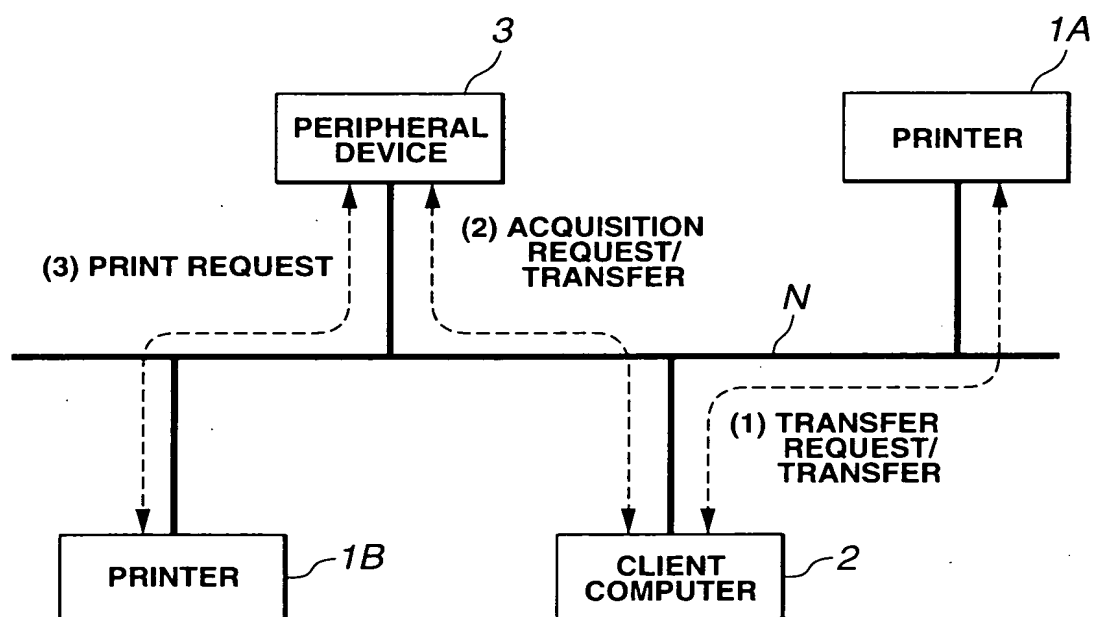 3
1A
PERIPHERAL
DEVICE
PRINTER
(2) ACQUISITION
REQUEST/
TRANSFER
(3) PRINT REQUEST
N
(1) TRANSFER
REQUEST/
TRANSFER
PRINTER
1B
CLIENT
COMPUTER
2